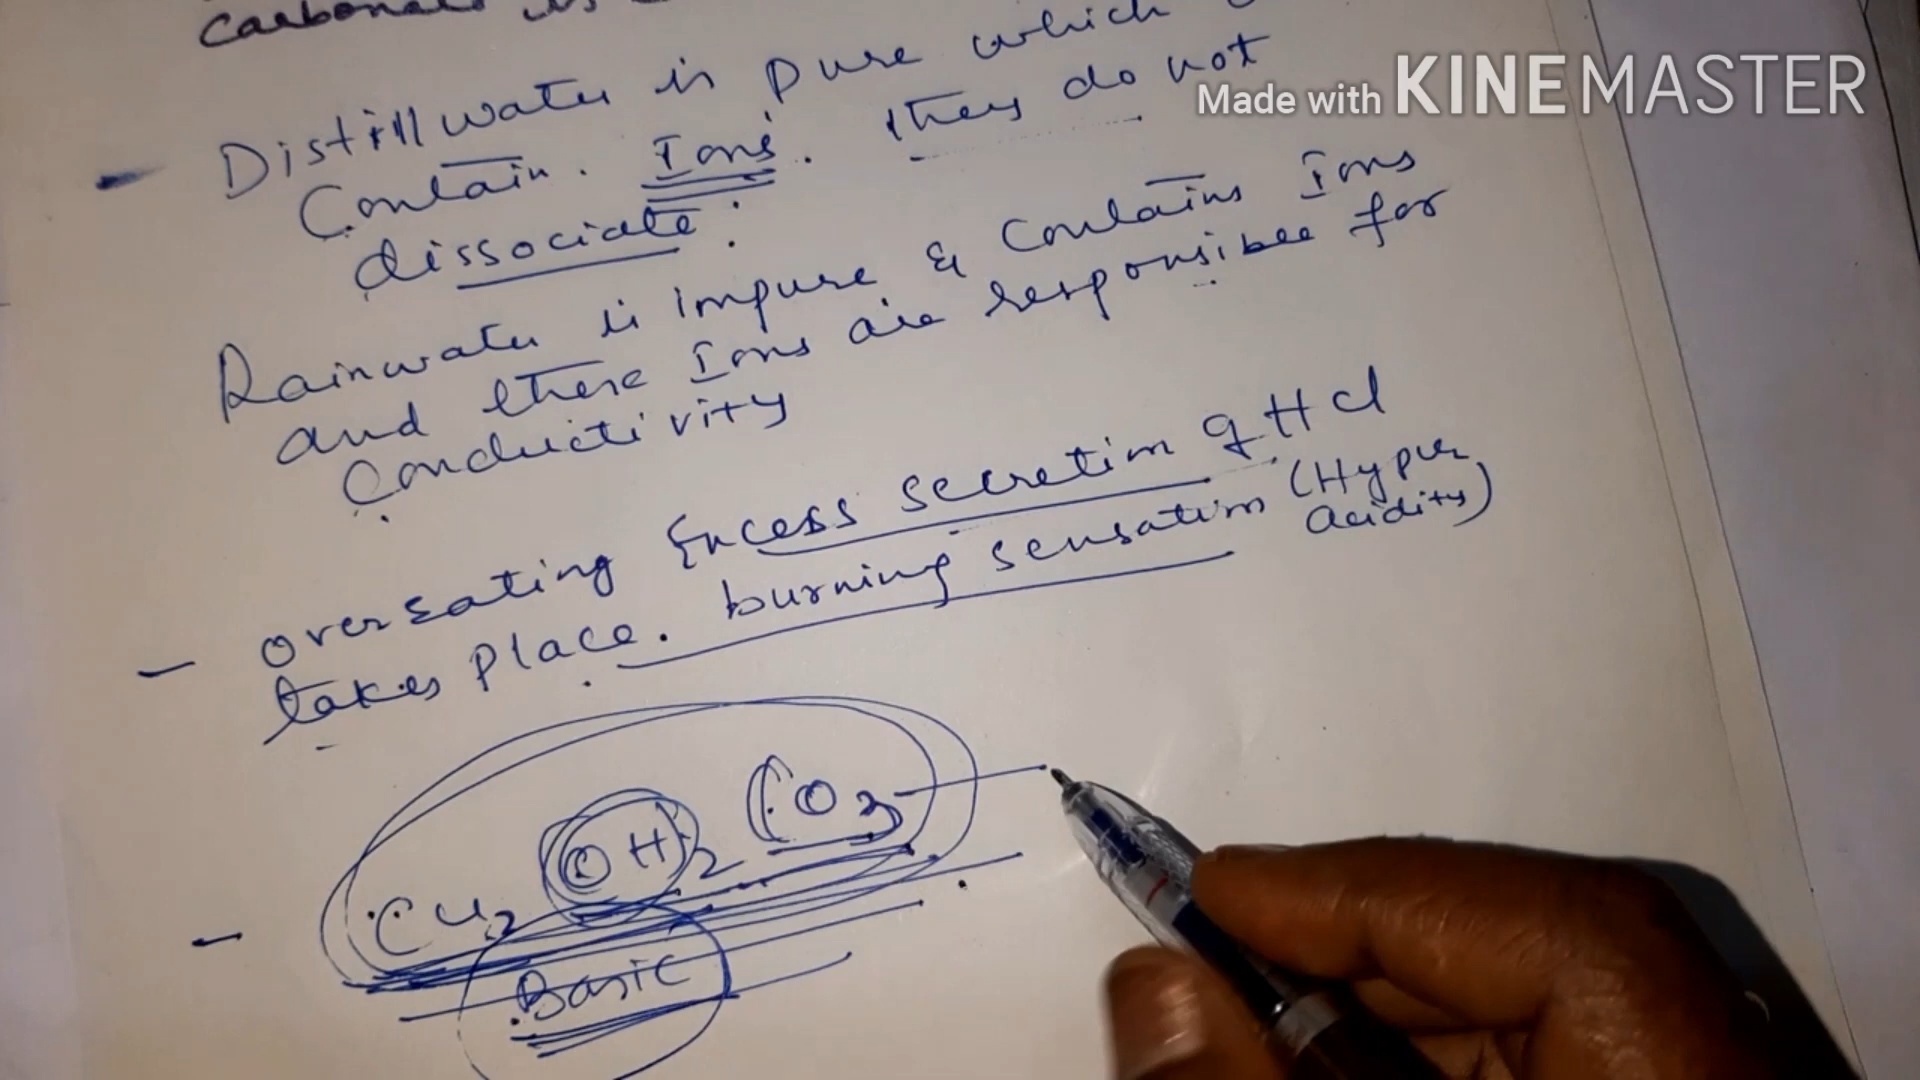 Carbonate is
- Distill water is pure which
Contain. Ions. they do not
dissociate.
Rainwater is impure & Contains Ions
and these Ions are responsible for
Conductivity
- overeating Excess secretion of HCl
takes place. burning sensation (Hyper
acidity)
- Cu2(OH)2 CO3
Basic
Made with KINEMASTER